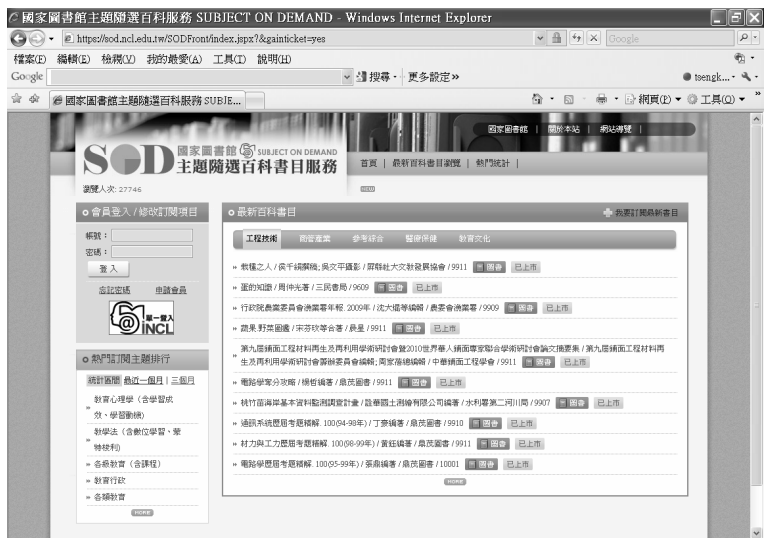 國家圖書館主題隨選百科服務 SUBJECT ON DEMAND - Windows Internet Explorer
https://sod.ncl.edu.tw/SODFront/index.jspx?&gainticket=yes
Google
檔案(F) 編輯(E) 檢視(V) 我的最愛(A) 工具(T) 說明(H)
Google 搜尋 更多設定 »
tsengk...
國家圖書館主題隨選百科服務 SUBJE...
網頁(P) 工具(O)
國家圖書館 | 關於本站 | 網站導覽 |
SOD 國家圖書館 SUBJECT ON DEMAND
主題隨選百科書目服務
首頁 | 最新百科書目瀏覽 | 熱門統計 |
瀏覽人次: 27746
會員登入 / 修改訂閱項目
帳號:
密碼:
登 入
忘記密碼 申請會員
單一登入
iNCL
熱門訂閱主題排行
統計區間 最近一個月 | 三個月
教育心理學(含學習成
效、學習動機)
教學法(含數位學習、蒙
特梭利)
» 各級教育(含課程)
» 教育行政
» 各類教育
MORE
最新百科書目
我要訂閱最新書目
工程技術 商管產業 參考綜合 醫療保健 教育文化
» 栽種之人 / 侯千絹撰稿; 吳文平攝影 / 屏縣社大文教發展協會 / 9911 圖書 已上市
» 蛋的知識 / 周仲光著 / 三民書局 / 9609 圖書 已上市
» 行政院農業委員會漁業署年報. 2009年 / 沈大焜等編輯 / 農委會漁業署 / 9909 圖書 已上市
» 蔬果.野菜圖鑑 / 宋芬玫等合著 / 晨星 / 9911 圖書 已上市
第九屆鋪面工程材料再生及再利用學術研討會暨2010世界華人鋪面專家聯合學術研討會論文摘要集 / 第九屆鋪面工程材料再
生及再利用學術研討會籌辦委員會編輯; 周家蓓總編輯 / 中華鋪面工程學會 / 9911 圖書 已上市
» 電路學奪分攻略 / 楊哲編著 / 鼎茂圖書 / 9911 圖書 已上市
» 桃竹苗海岸基本資料監測調查計畫 / 詮華國土測繪有限公司編著 / 水利署第二河川局 / 9907 圖書 已上市
» 通訊系統歷屆考題精解. 100(94-98年) / 丁豪編著 / 鼎茂圖書 / 9910 圖書 已上市
» 材力與工力歷屆考題精解. 100(98-99年) / 黃鈺編著 / 鼎茂圖書 / 9911 圖書 已上市
» 電路學歷屆考題精解. 100(95-99年) / 張鼎編著 / 鼎茂圖書 / 10001 圖書 已上市
MORE